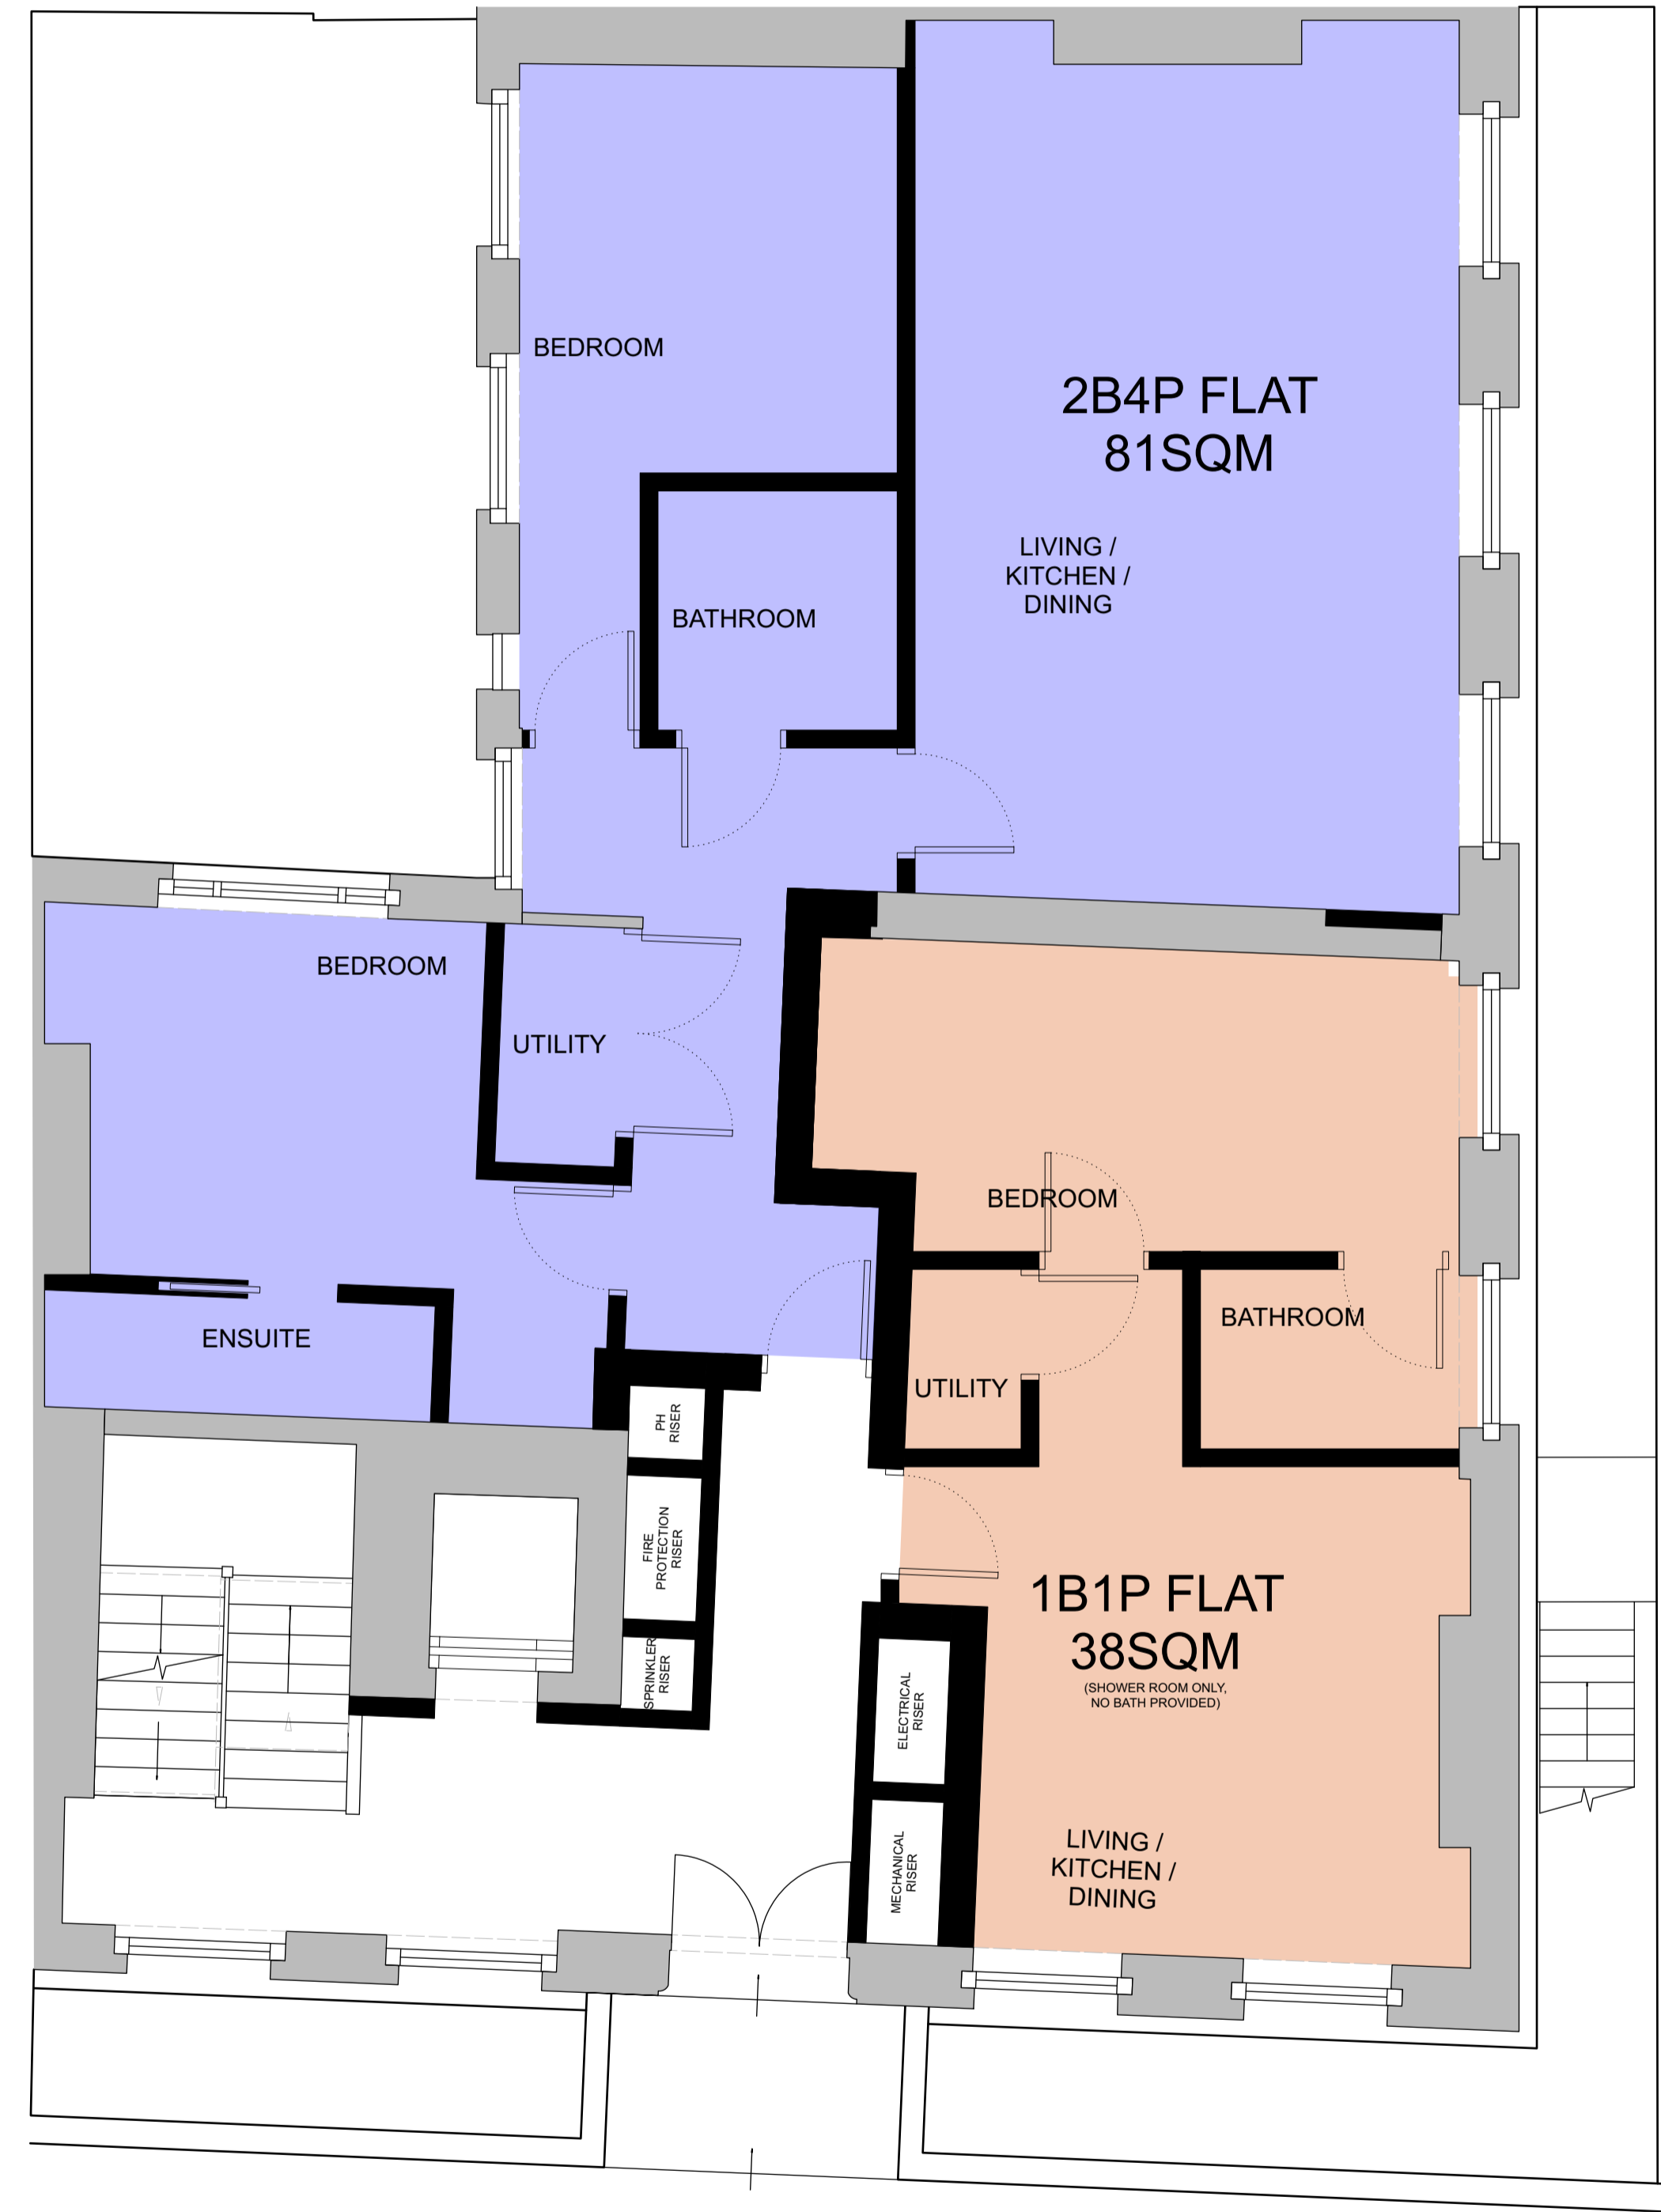 BEDROOM
2B4P FLAT
81SQM
LIVING /
KITCHEN /
DINING
BATHROOM
BEDROOM
UTILITY
BEDROOM
ENSUITE
BATHROOM
UTILITY
PH
RISER
FIRE
PROTECTION
RISER
SPRINKLER
RISER
1B1P FLAT
38SQM
(SHOWER ROOM ONLY,
NO BATH PROVIDED)
ELECTRICAL
RISER
MECHANICAL
RISER
LIVING /
KITCHEN /
DINING